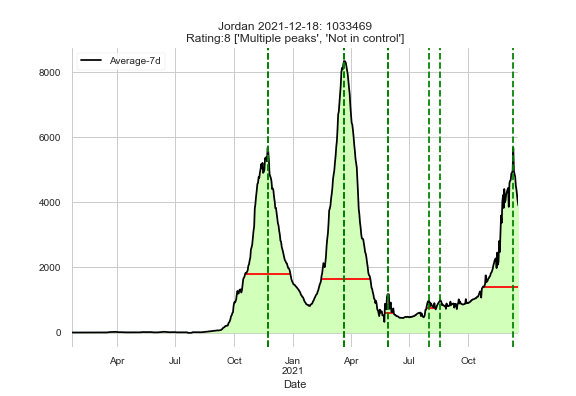 Jordan 2021-12-18: 1033469
Rating:8 ['Multiple peaks', 'Not in control']
Average-7d
8000
6000
4000
2000
0
Apr Jul Oct Jan Apr Jul Oct
2021
Date